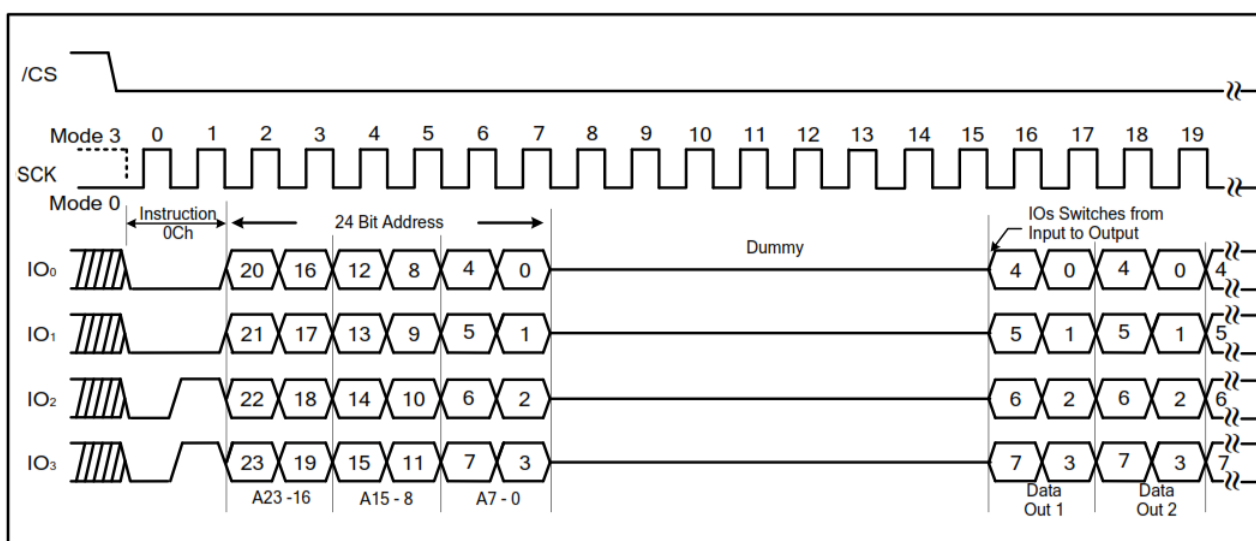 /CS
Mode 3 0 1 2 3 4 5 6 7 8 9 10 11 12 13 14 15 16 17 18 19
SCK
Mode 0
Instruction
0Ch
24 Bit Address
Dummy
IOs Switches from
Input to Output
IO₀ 20 16 12 8 4 0 4 0 4 0 4
IO₁ 21 17 13 9 5 1 5 1 5 1 5
IO₂ 22 18 14 10 6 2 6 2 6 2 6
IO₃ 23 19 15 11 7 3 7 3 7 3 7
A23 -16 A15 - 8 A7 - 0
Data
Out 1
Data
Out 2